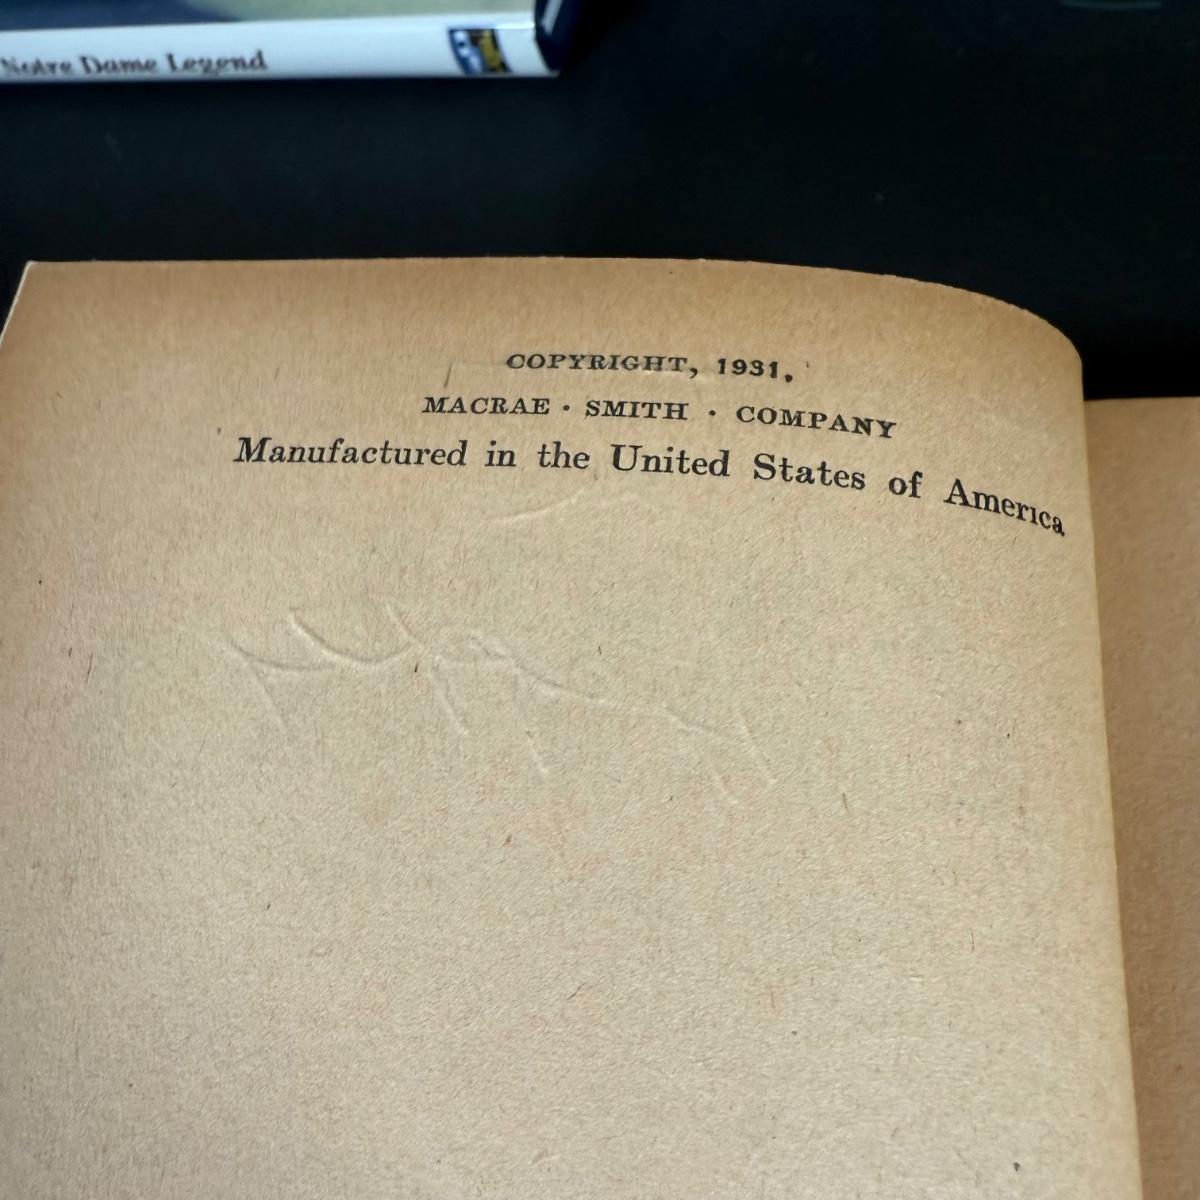 Notre Dame Legend
COPYRIGHT, 1931,
MACRAE · SMITH · COMPANY
Manufactured in the United States of America